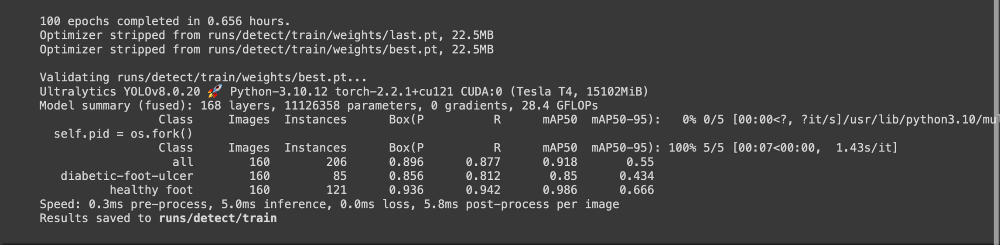 100 epochs completed in 0.656 hours.
Optimizer stripped from runs/detect/train/weights/last.pt, 22.5MB
Optimizer stripped from runs/detect/train/weights/best.pt, 22.5MB
Validating runs/detect/train/weights/best.pt...
Ultralytics YOLOv8.0.20 🚀 Python-3.10.12 torch-2.2.1+cu121 CUDA:0 (Tesla T4, 15102MiB)
Model summary (fused): 168 layers, 11126358 parameters, 0 gradients, 28.4 GFLOPs
Class Images Instances Box(P R mAP50 mAP50-95): 0% 0/5 [00:00<?, ?it/s]/usr/lib/python3.10/mul
self.pid = os.fork()
Class Images Instances Box(P R mAP50 mAP50-95): 100% 5/5 [00:07<00:00, 1.43s/it]
all 160 206 0.896 0.877 0.918 0.55
diabetic-foot-ulcer 160 85 0.856 0.812 0.85 0.434
healthy foot 160 121 0.936 0.942 0.986 0.666
Speed: 0.3ms pre-process, 5.0ms inference, 0.0ms loss, 5.8ms post-process per image
Results saved to runs/detect/train